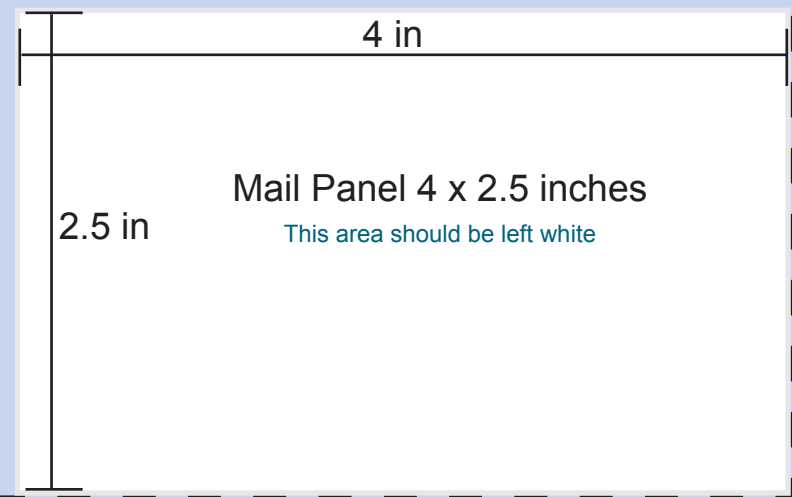 4 in
Mail Panel 4 x 2.5 inches
2.5 in
This area should be left white